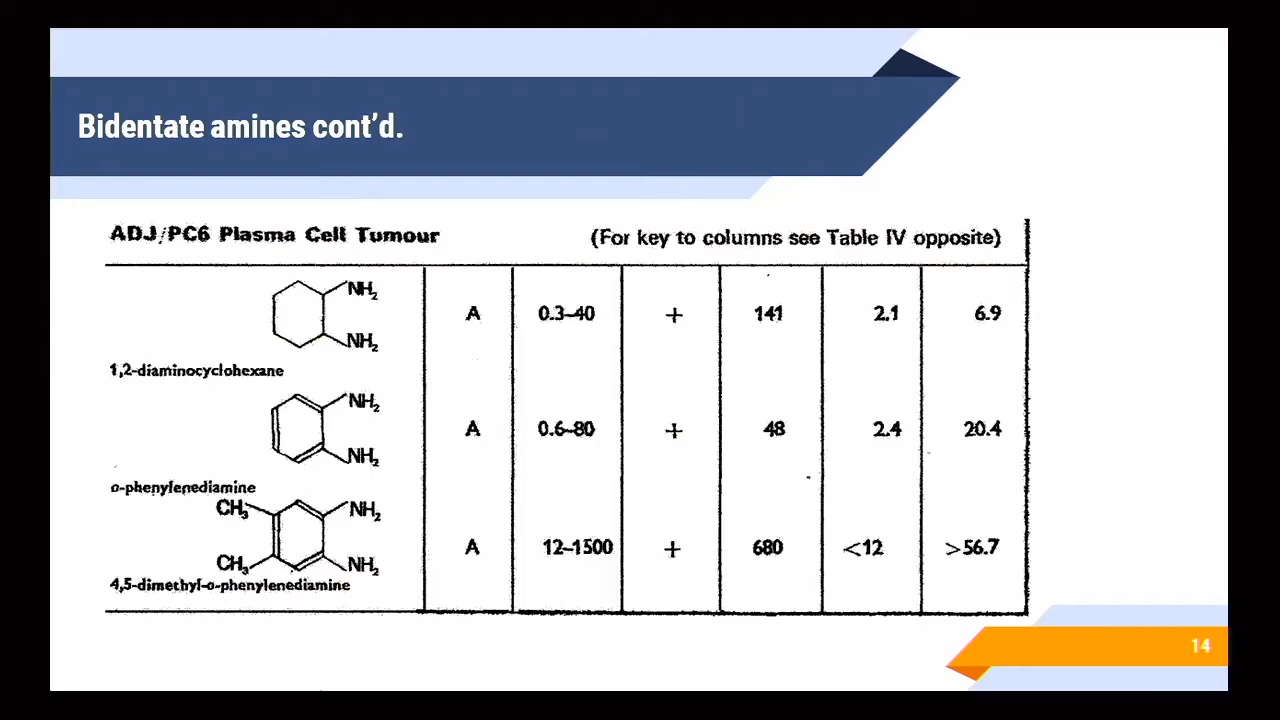 Bidentate amines cont'd.
ADJ/PC6 Plasma Cell Tumour (For key to columns see Table IV opposite)
NH2
NH2
1,2-diaminocyclohexane A 0.3–40 + 141 2.1 6.9
NH2
NH2
o-phenylenediamine A 0.6–80 + 48 2.4 20.4
CH3 NH2
CH3 NH2
4,5-dimethyl-o-phenylenediamine A 12–1500 + 680 <12 >56.7
14